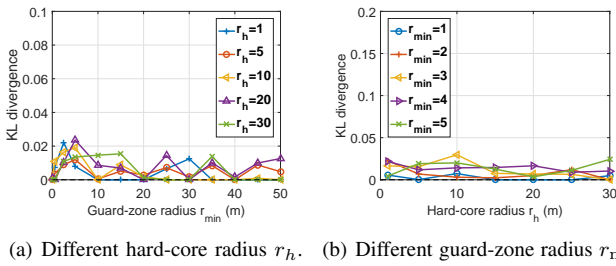 0.1
0.08
0.06
0.04
0.02
0
KL divergence
r_h=1
r_h=5
r_h=10
r_h=20
r_h=30
0 10 20 30 40 50
Guard-zone radius r_min (m)
(a) Different hard-core radius r_h.
0.2
0.15
0.1
0.05
0
KL divergence
r_min=1
r_min=2
r_min=3
r_min=4
r_min=5
0 10 20 30
Hard-core radius r_h (m)
(b) Different guard-zone radius